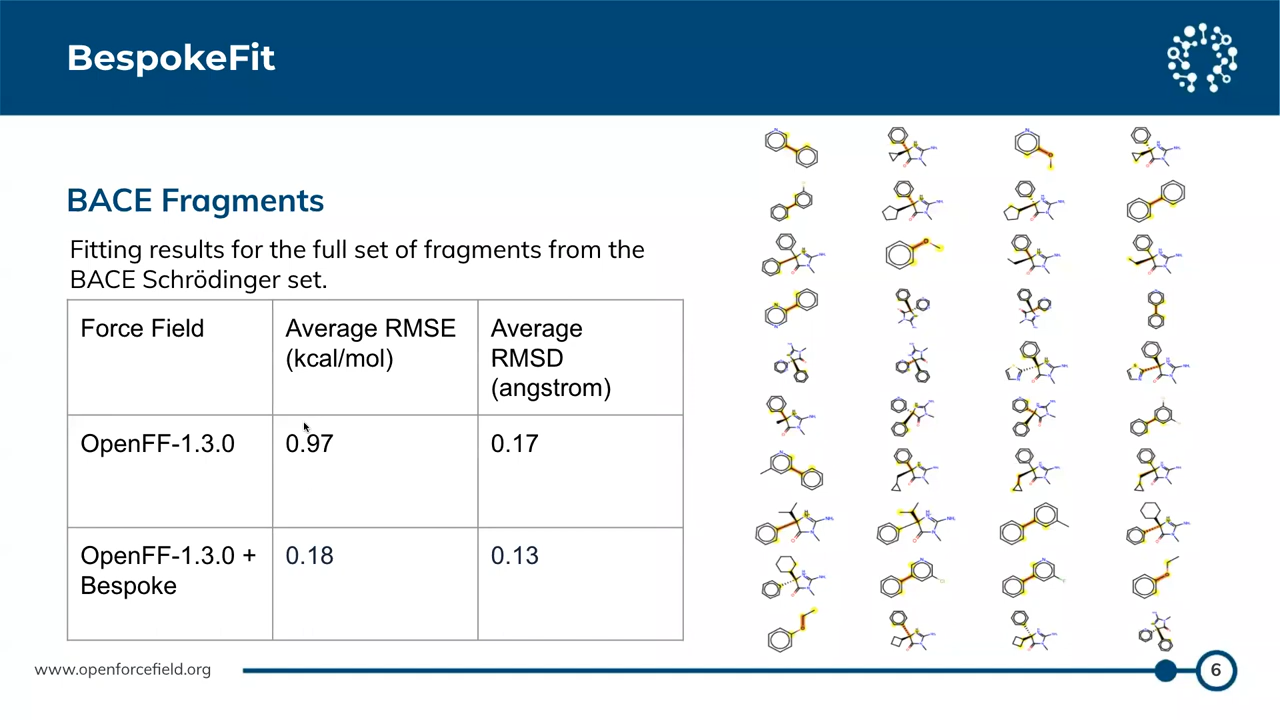 BespokeFit
BACE Fragments
Fitting results for the full set of fragments from the
BACE Schrödinger set.
Force Field
Average RMSE
(kcal/mol)
Average
RMSD
(angstrom)
OpenFF-1.3.0
0.97
0.17
OpenFF-1.3.0 +
Bespoke
0.18
0.13
www.openforcefield.org
6